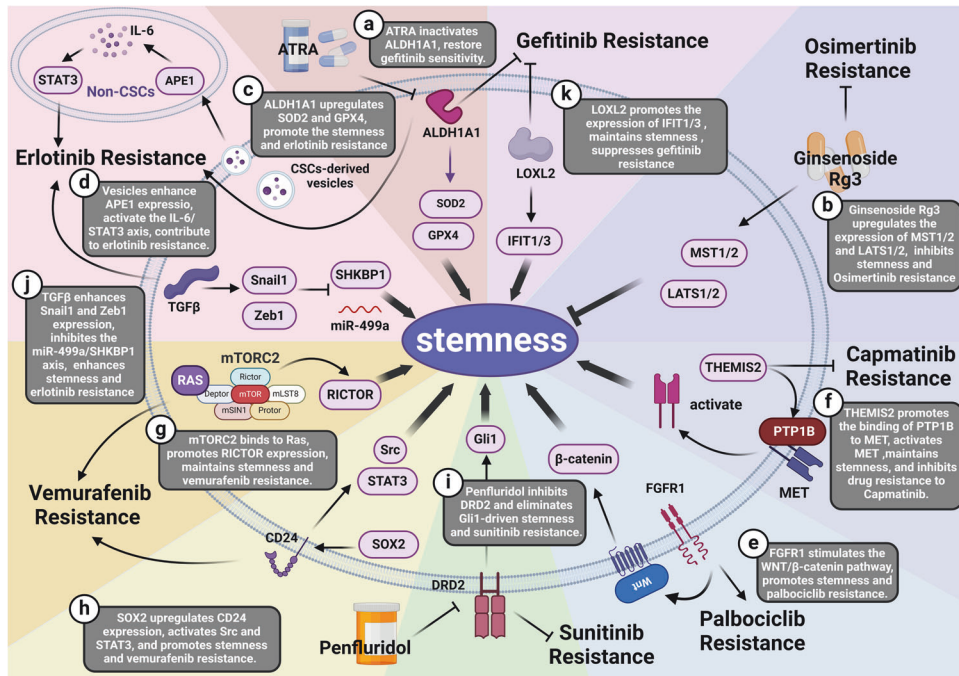 a
ATRA
ATRA inactivates
ALDH1A1, restore
gefitinib sensitivity.
Gefitinib Resistance
Osimertinib
Resistance
IL-6
STAT3
APE1
Non-CSCs
c
ALDH1A1 upregulates
SOD2 and GPX4,
promote the stemness
and erlotinib resistance
ALDH1A1
LOXL2
k
LOXL2 promotes the
expression of IFIT1/3 ,
maintains stemness ,
suppresses gefitinib
resistance
Ginsenoside
Rg3
Erlotinib Resistance
CSCs-derived
vesicles
d
Vesicles enhance
APE1 expressio,
activate the IL-6/
STAT3 axis, contribute
to erlotinib resistance.
SOD2
GPX4
IFIT1/3
MST1/2
LATS1/2
b
Ginsenoside Rg3
upregulates the
expression of MST1/2
and LATS1/2, inhibits
stemness and
Osimertinib resistance
j
TGFβ enhances
Snail1 and Zeb1
expression,
inhibites the
miR-499a/SHKBP1
axis, enhances
stemness and
erlotinib resistance
TGFβ
Snail1
Zeb1
SHKBP1
miR-499a
stemness
mTORC2
RAS
Rictor
Deptor
mTOR
mLST8
mSIN1
Protor
RICTOR
g
mTORC2 binds to Ras,
promotes RICTOR expression,
maintains stemness and
vemurafenib resistance.
THEMIS2
Capmatinib
Resistance
activate
PTP1B
MET
f
THEMIS2 promotes
the binding of PTP1B
to MET, activates
MET ,maintains
stemness, and inhibits
drug resistance to
Capmatinib.
Vemurafenib
Resistance
Src
STAT3
CD24
SOX2
Gli1
β-catenin
i
Penfluridol inhibits
DRD2 and eliminates
Gli1-driven stemness
and sunitinib resistance.
FGFR1
Wnt
e
FGFR1 stimulates the
WNT/β-catenin pathway,
promotes stemness and
palbociclib resistance.
Palbociclib
Resistance
h
SOX2 upregulates CD24
expression, activates Src and
STAT3, and promotes stemness
and vemurafenib resistance.
DRD2
Penfluridol
Sunitinib
Resistance